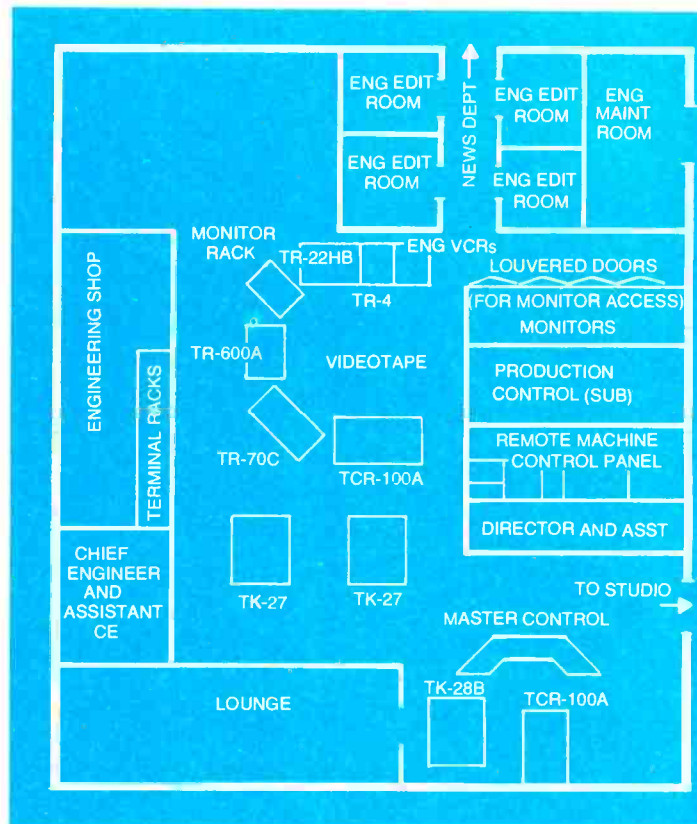 ENG EDIT
ROOM
NEWS DEPT
ENG EDIT
ROOM
ENG
MAINT
ROOM
ENG EDIT
ROOM
ENG EDIT
ROOM
MONITOR
RACK
TR-22HB
ENG VCRs
TR-4
LOUVERED DOORS
(FOR MONITOR ACCESS)
MONITORS
ENGINEERING SHOP
TERMINAL RACKS
TR-600A
VIDEOTAPE
PRODUCTION
CONTROL (SUB)
TR-70C
TCR-100A
REMOTE MACHINE
CONTROL PANEL
DIRECTOR AND ASST
CHIEF
ENGINEER
AND
ASSISTANT
CE
TK-27
TK-27
TO STUDIO
MASTER CONTROL
LOUNGE
TK-28B
TCR-100A